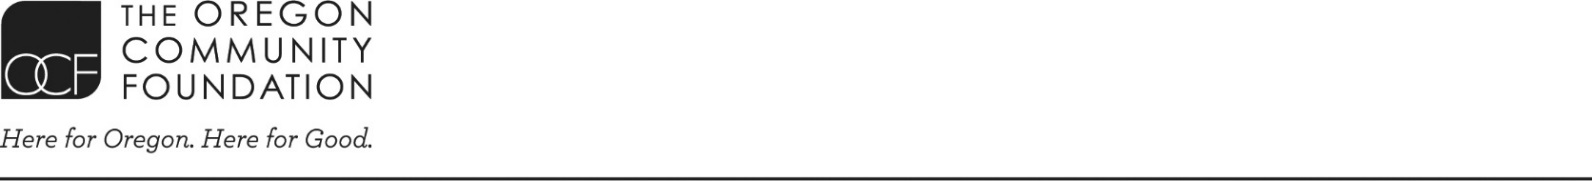 OCF
THE OREGON
COMMUNITY
FOUNDATION
Here for Oregon. Here for Good.